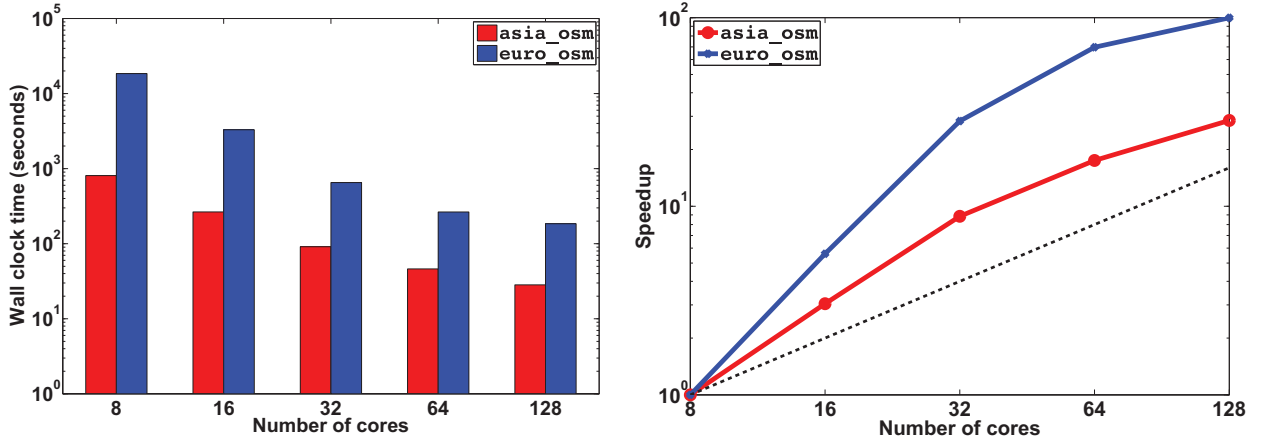 10^5
10^4
10^3
10^2
10^1
10^0
Wall clock time (seconds)
asia_osm
euro_osm
8 16 32 64 128
Number of cores
10^2
10^1
10^0
Speedup
asia_osm
euro_osm
8 16 32 64 128
Number of cores